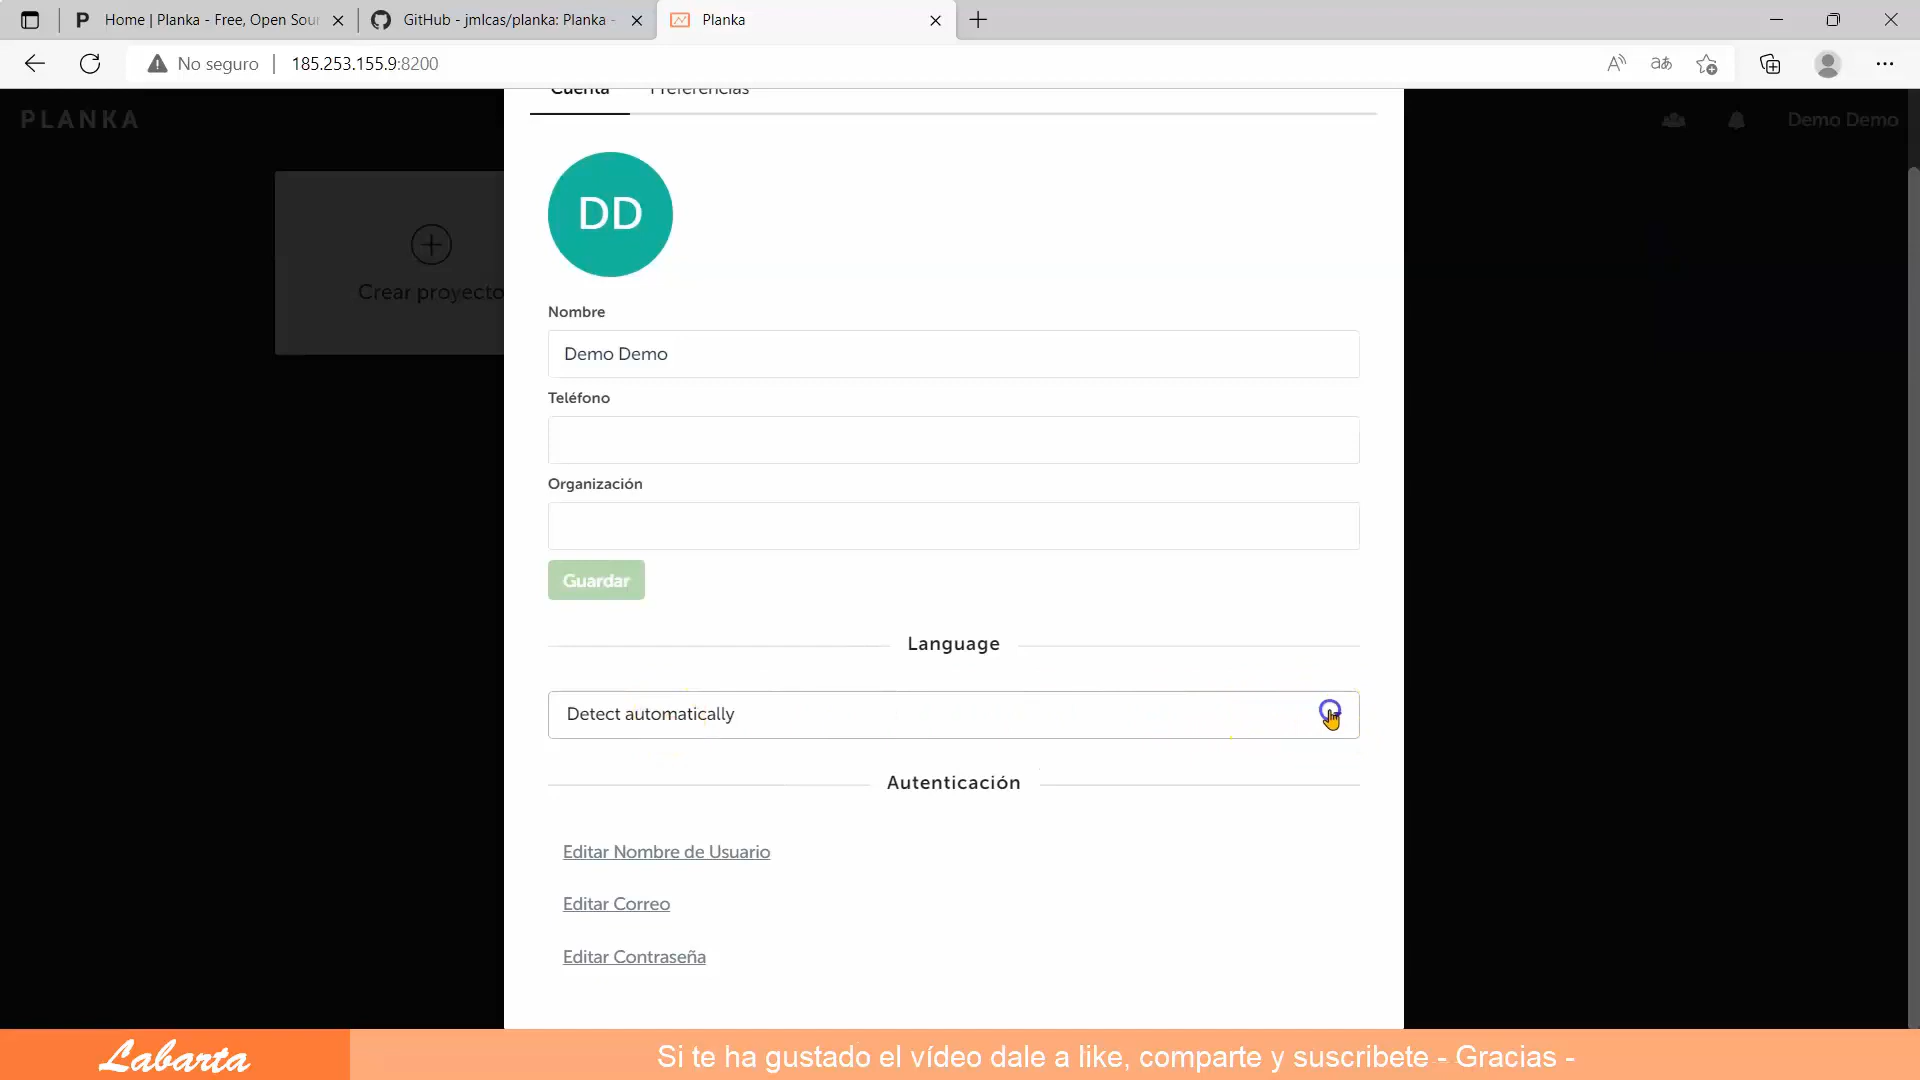 Home | Planka - Free, Open Sour
GitHub - jmlcas/planka: Planka -
Planka
No seguro
185.253.155.9:8200
Cuenta
Preferencias
PLANKA
Demo Demo
DD
Crear proyecto
Nombre
Demo Demo
Teléfono
Organización
Guardar
Language
Detect automatically
Autenticación
Editar Nombre de Usuario
Editar Correo
Editar Contraseña
Labarta
Si te ha gustado el vídeo dale a like, comparte y suscribete - Gracias -